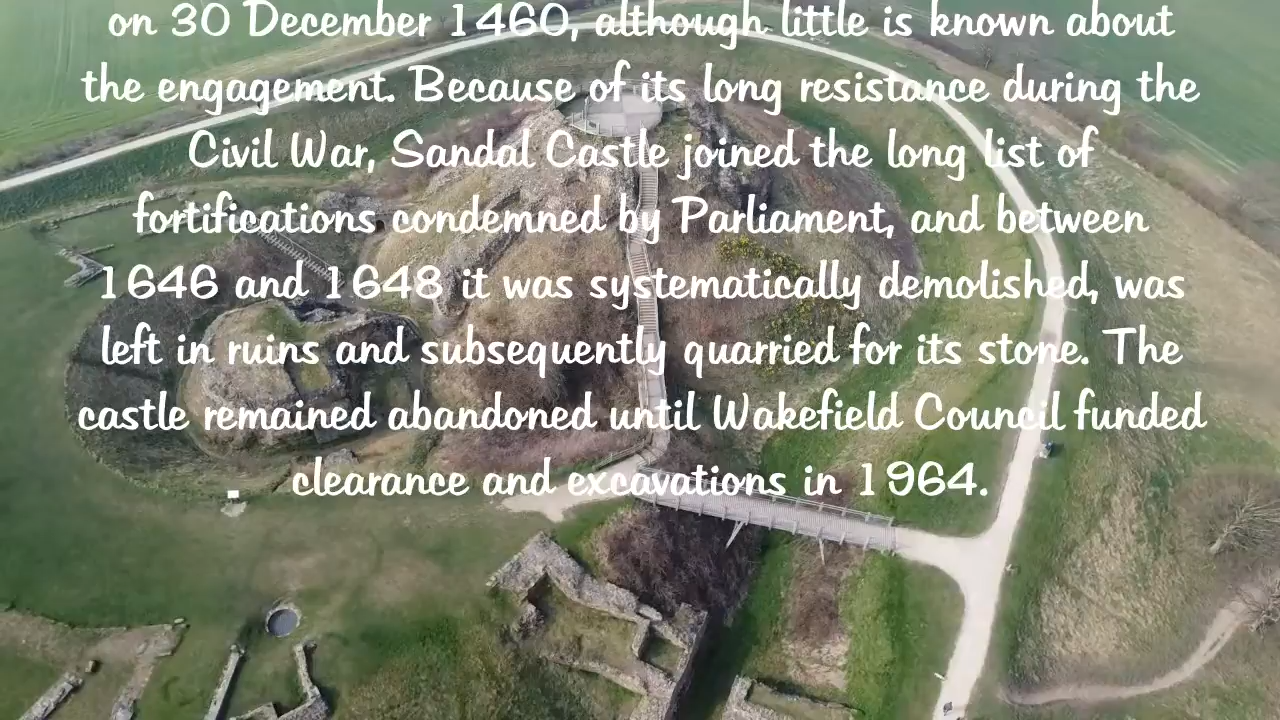 on 30 December 1460, although little is known about
the engagement. Because of its long resistance during the
Civil War, Sandal Castle joined the long list of
fortifications condemned by Parliament, and between
1646 and 1648 it was systematically demolished, was
left in ruins and subsequently quarried for its stone. The
castle remained abandoned until Wakefield Council funded
clearance and excavations in 1964.